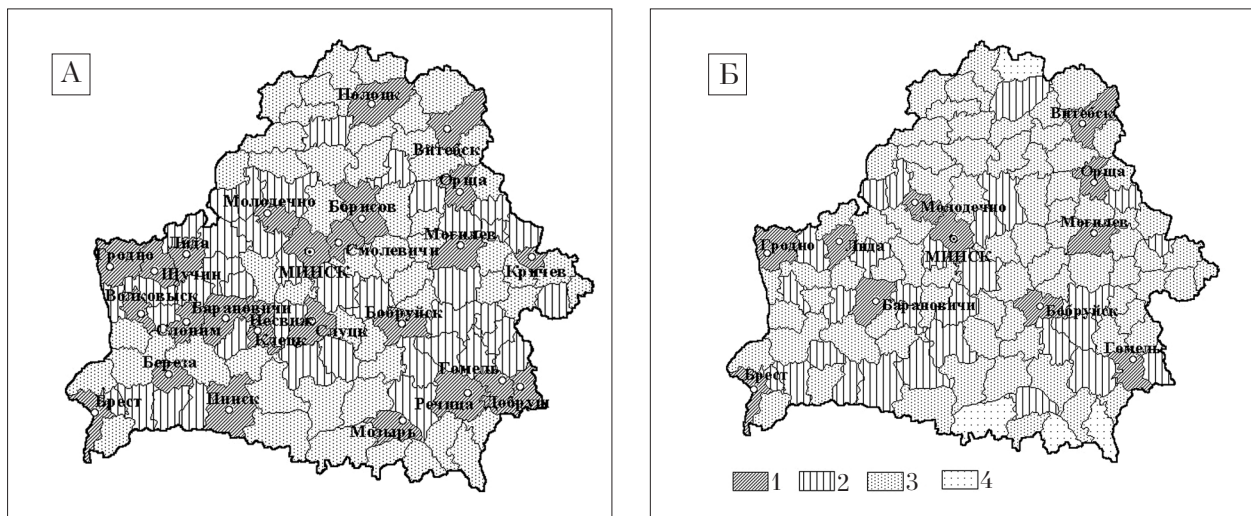 А
Полоцк
Витебск
Орша
Молодечно
Борисов
Могилев
Лида
Смолевичи
Гродно
МИНСК
Кричев
Щучин
Волковыск
Барановичи
Несвиж
Бобруйск
Слоним
Слуцк
Клецк
Береза
Гомель
Брест
Пинск
Речица
Добруш
Мозырь
Б
Витебск
Орша
Молодечно
Могилев
Гродно
Лида
МИНСК
Барановичи
Бобруйск
Гомель
Брест
1 2 3 4